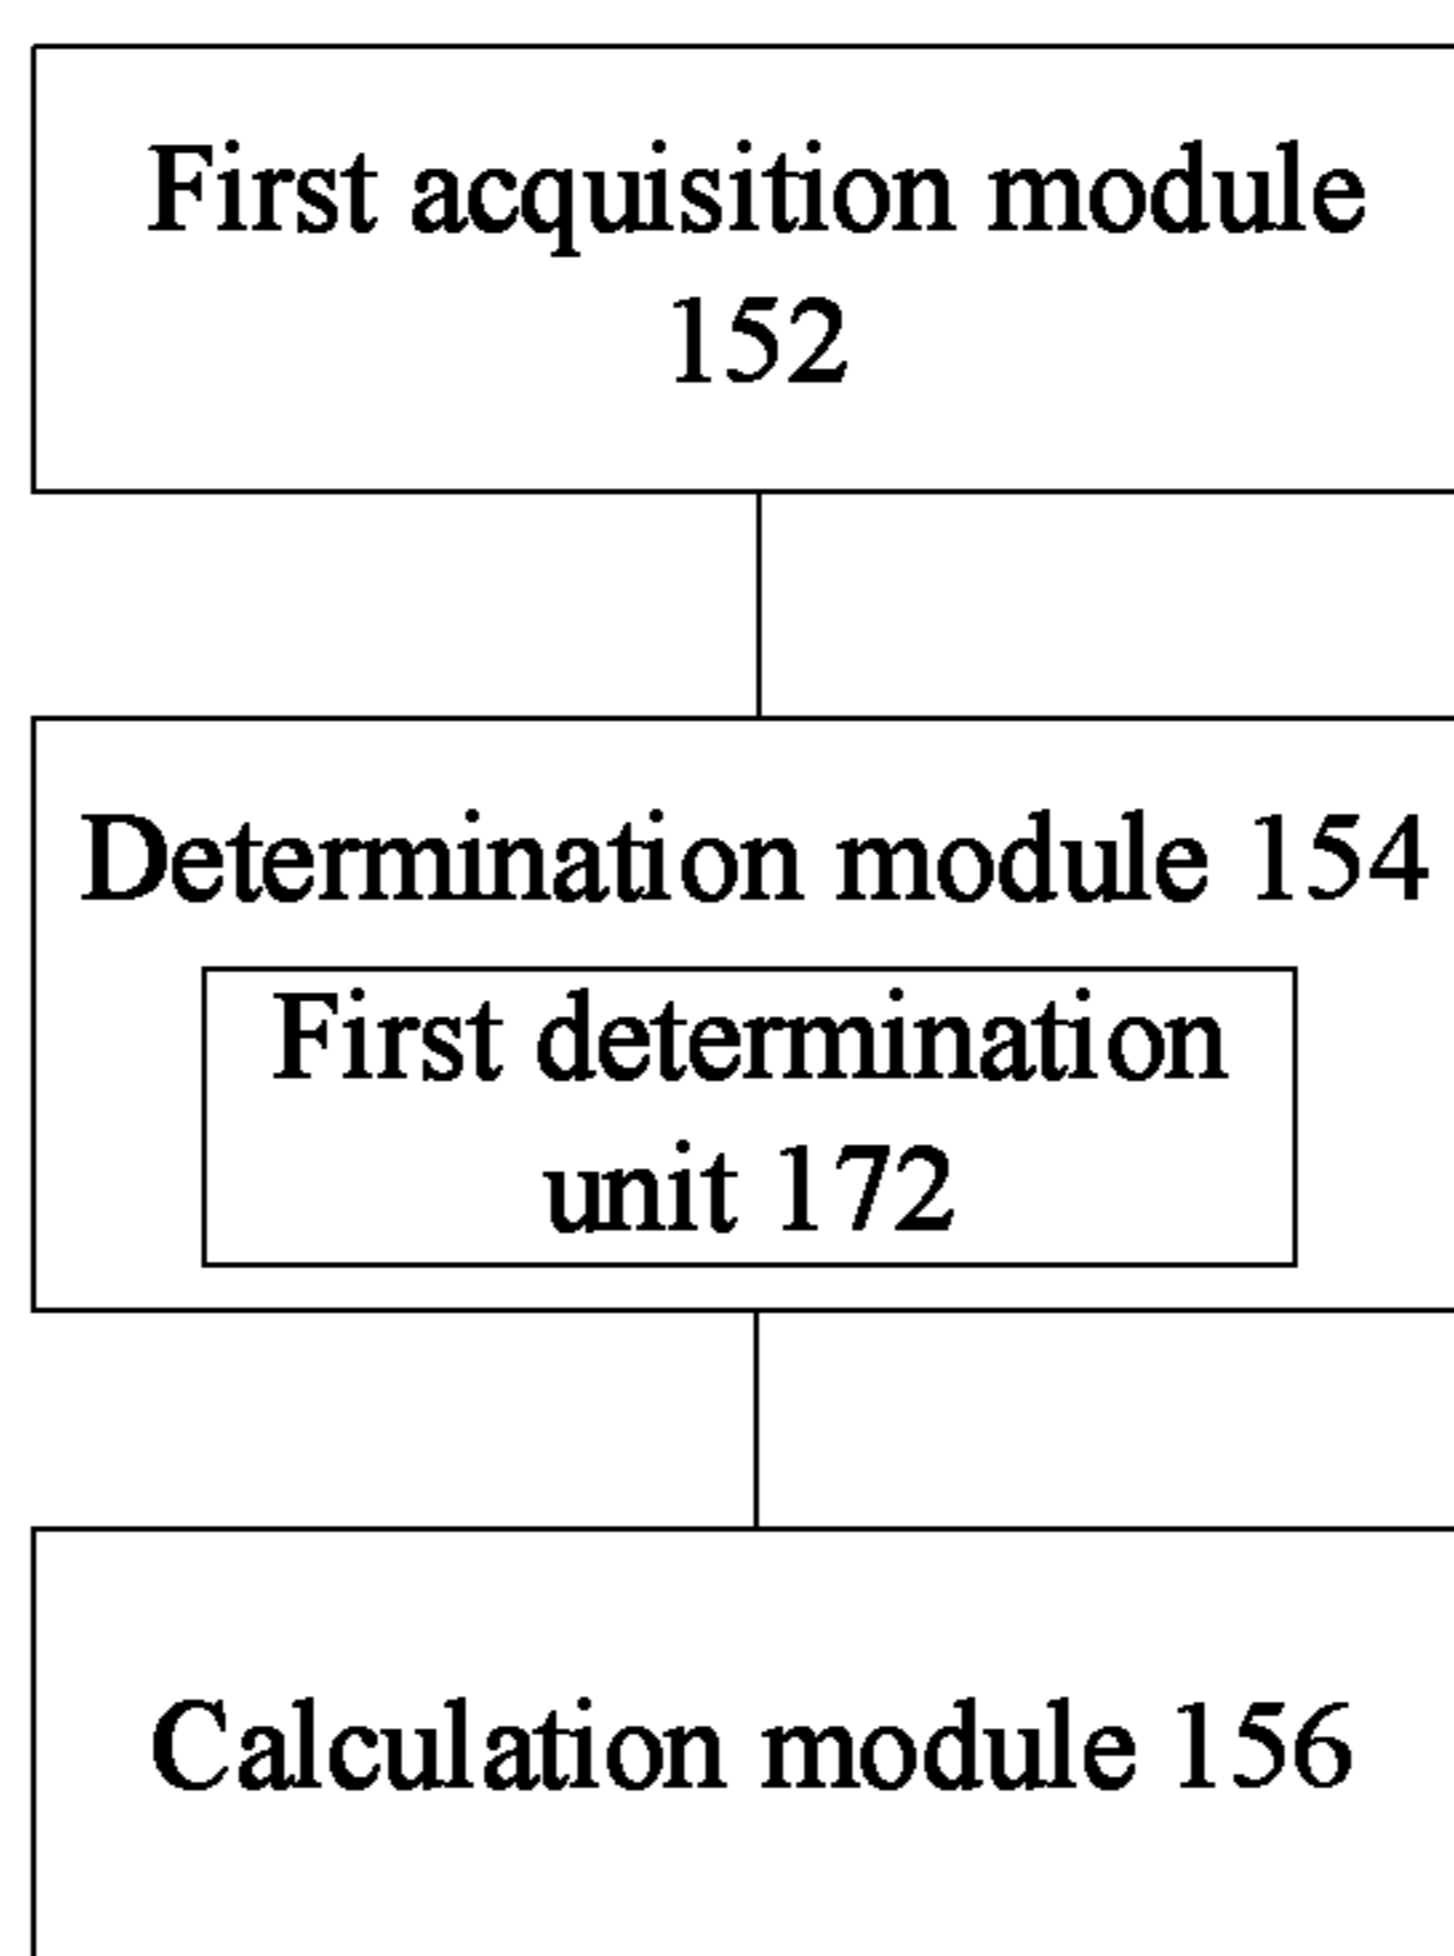 First acquisition module
152
Determination module 154
First determination
unit 172
Calculation module 156